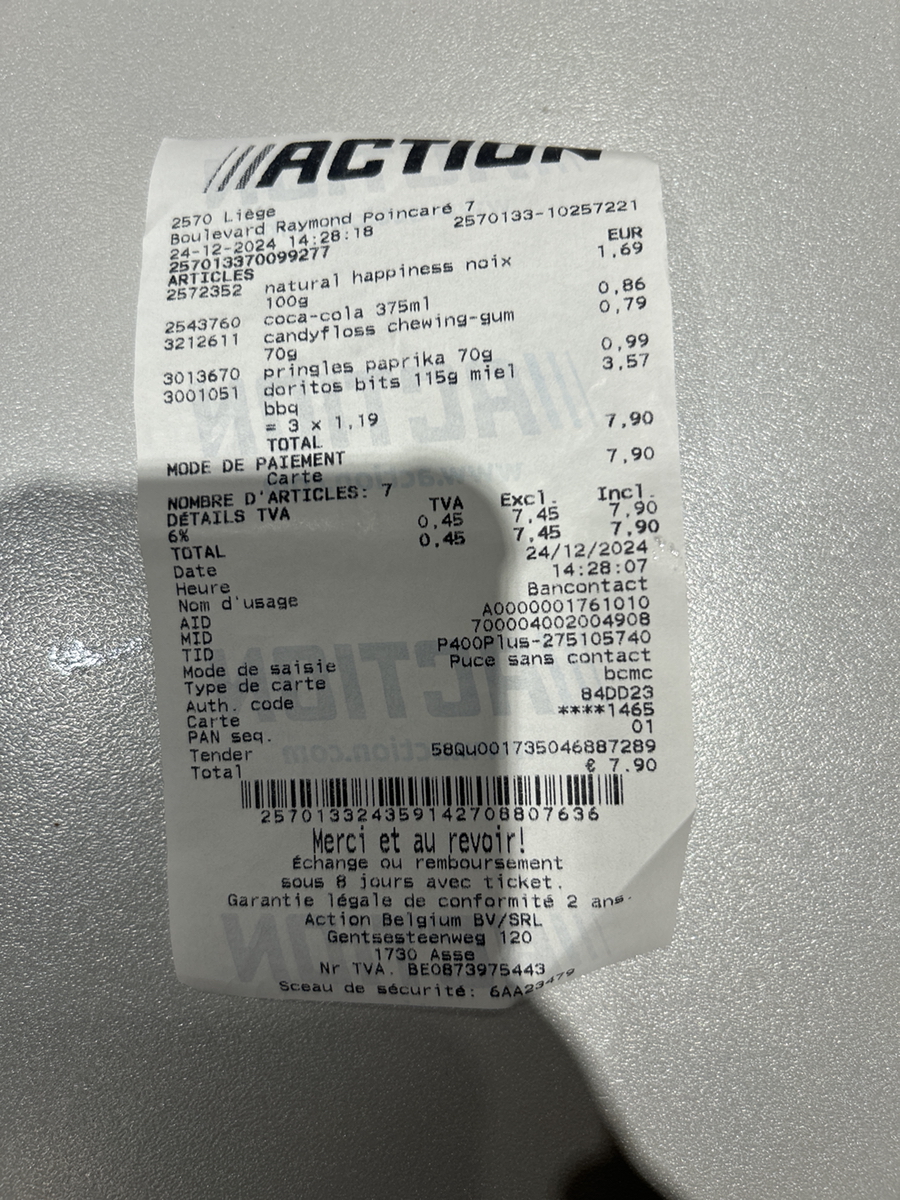 ///ACTION
2570 Liège
Boulevard Raymond Poincaré 7
24-12-2024 14:28:18 2570133-10257221
257013370099277
ARTICLES EUR
2572352 natural happiness noix 1,69
100g
2543760 coca-cola 375ml 0,86
3212611 candyfloss chewing-gum 0,79
70g
3013670 pringles paprika 70g 0,99
3001051 doritos bits 115g miel 3,57
bbq
= 3 x 1,19
TOTAL 7,90
MODE DE PAIEMENT
Carte 7,90
NOMBRE D'ARTICLES: 7
DÉTAILS TVA TVA Excl. Incl.
6% 0,45 7,45 7,90
TOTAL 0,45 7,45 7,90
Date 24/12/2024
Heure 14:28:07
Nom d'usage Bancontact
AID A0000001761010
MID 700004002004908
TID P400Plus-275105740
Mode de saisie Puce sans contact
Type de carte bcmc
Auth. code 84DD23
Carte ****1465
PAN seq. 01
Tender 58Qu001735046887289
Total € 7.90
257013324359142708807636
Merci et au revoir!
Échange ou remboursement
sous 8 jours avec ticket.
Garantie légale de conformité 2 ans.
Action Belgium BV/SRL
Gentsesteenweg 120
1730 Asse
Nr TVA. BE0873975443
Sceau de sécurité: 6AA23479